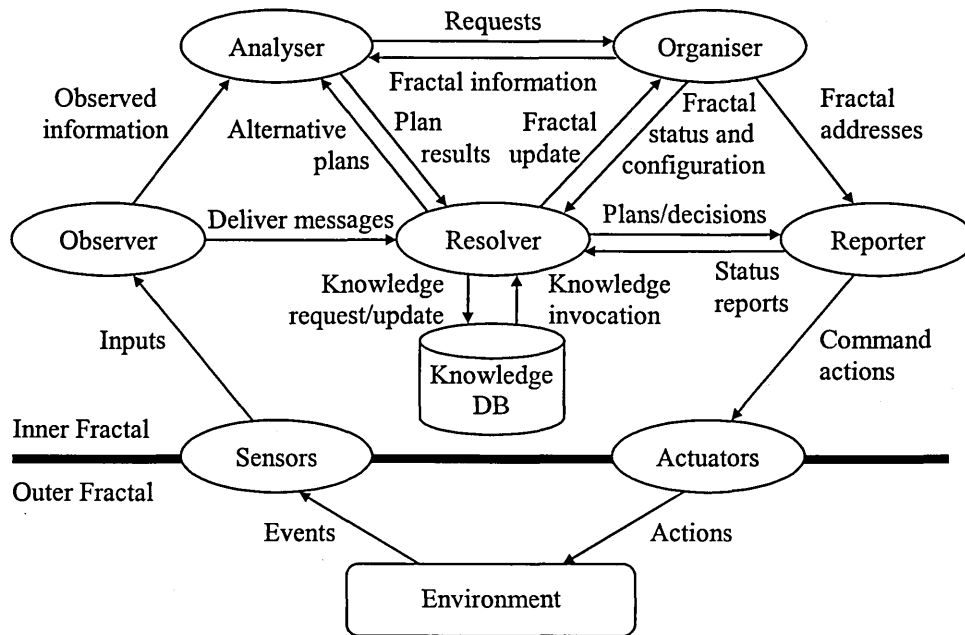 Analyser
Requests
Organiser
Fractal information
Observed
information
Alternative
plans
Plan
results
Fractal
update
Fractal
status and
configuration
Fractal
addresses
Observer
Deliver messages
Resolver
Plans/decisions
Reporter
Status
reports
Knowledge
request/update
Knowledge
invocation
Inputs
Knowledge
DB
Command
actions
Inner Fractal
Sensors
Actuators
Outer Fractal
Events
Actions
Environment